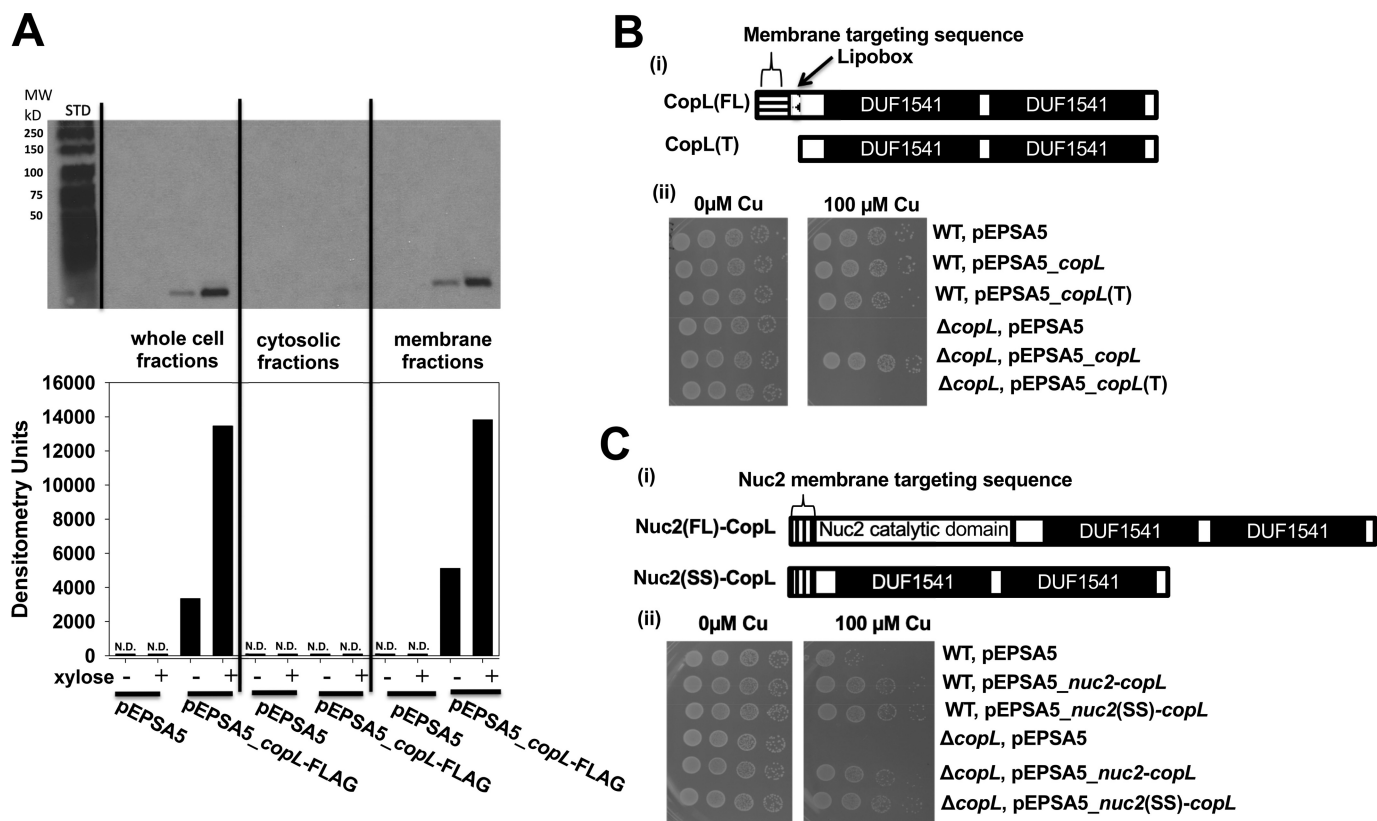 A
MW
kD
STD
250
150
100
75
50
whole cell
fractions
cytosolic
fractions
membrane
fractions
Densitometry Units
16000
14000
12000
10000
8000
6000
4000
2000
0
N.D. N.D. N.D. N.D. N.D. N.D. N.D. N.D.
xylose - + - + - + - + - + - +
pEPSA5
pEPSA5_copL-FLAG
pEPSA5
pEPSA5_copL-FLAG
pEPSA5
pEPSA5_copL-FLAG
B
Membrane targeting sequence
(i)
Lipobox
CopL(FL) DUF1541 DUF1541
CopL(T) DUF1541 DUF1541
(ii)
0µM Cu 100 µM Cu
WT, pEPSA5
WT, pEPSA5_copL
WT, pEPSA5_copL(T)
ΔcopL, pEPSA5
ΔcopL, pEPSA5_copL
ΔcopL, pEPSA5_copL(T)
C
(i)
Nuc2 membrane targeting sequence
Nuc2(FL)-CopL Nuc2 catalytic domain DUF1541 DUF1541
Nuc2(SS)-CopL DUF1541 DUF1541
(ii)
0µM Cu 100 µM Cu
WT, pEPSA5
WT, pEPSA5_nuc2-copL
WT, pEPSA5_nuc2(SS)-copL
ΔcopL, pEPSA5
ΔcopL, pEPSA5_nuc2-copL
ΔcopL, pEPSA5_nuc2(SS)-copL